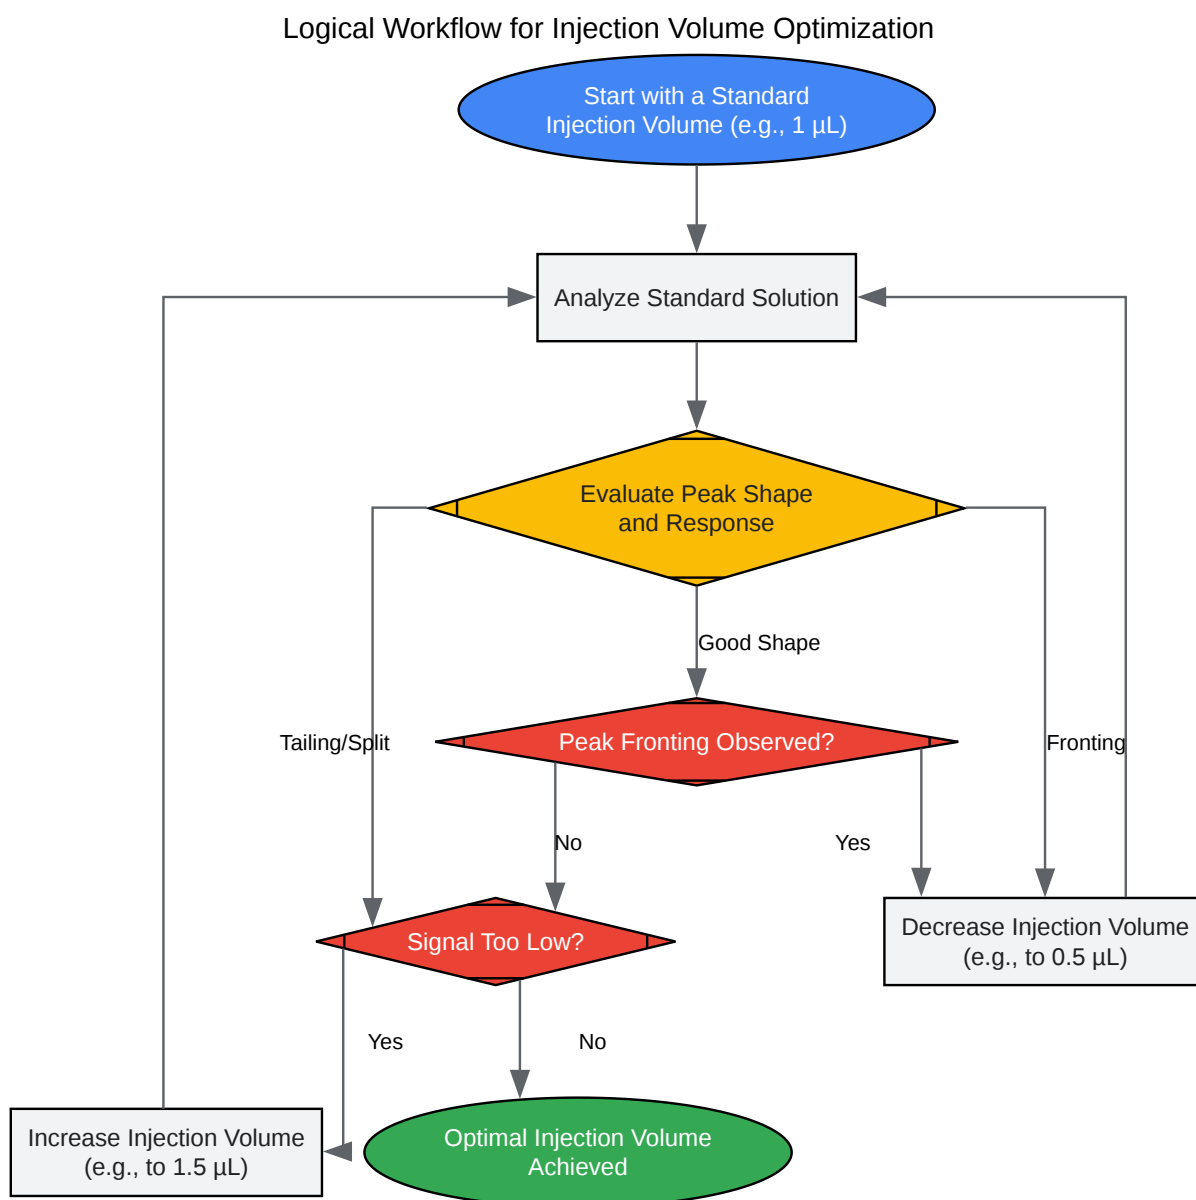 Logical Workflow for Injection Volume Optimization
Start with a Standard
Injection Volume (e.g., 1 µL)
Analyze Standard Solution
Evaluate Peak Shape
and Response
Good Shape
Tailing/Split
Peak Fronting Observed?
Fronting
No
Yes
Signal Too Low?
Decrease Injection Volume
(e.g., to 0.5 µL)
Yes
No
Increase Injection Volume
(e.g., to 1.5 µL)
Optimal Injection Volume
Achieved